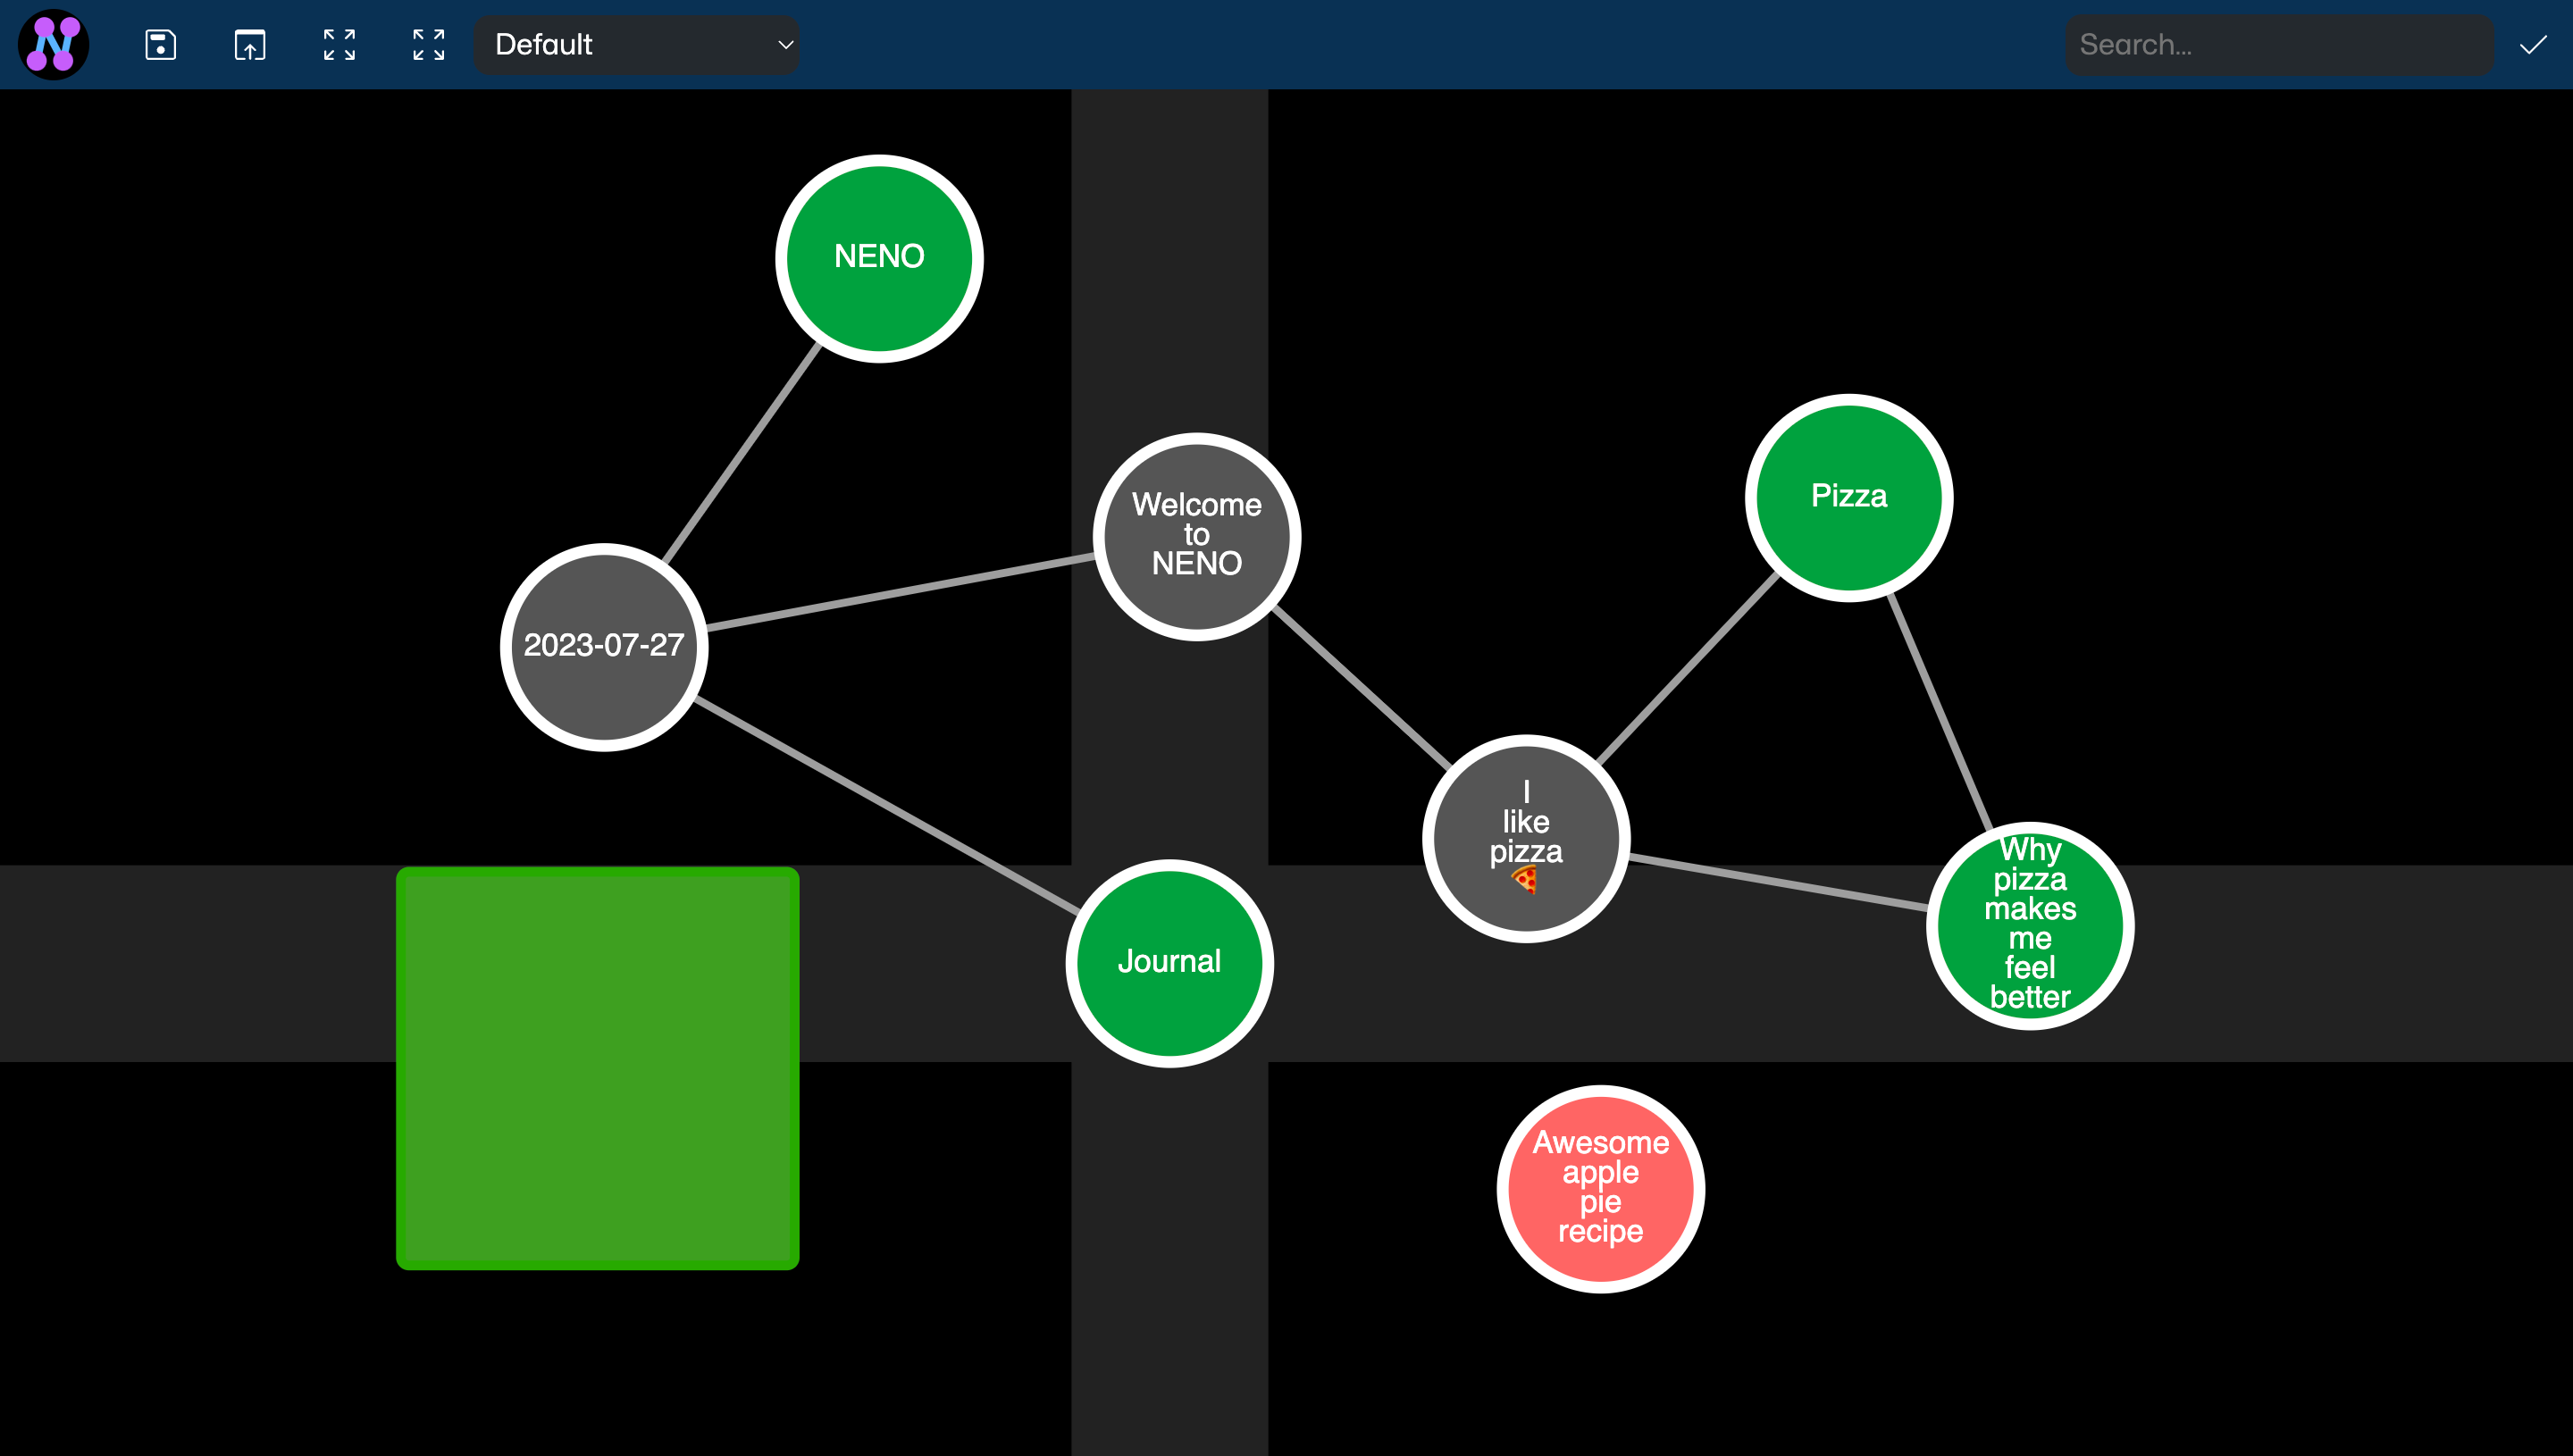 Default
Search...
NENO
Welcome
to
NENO
Pizza
2023-07-27
I
like
pizza
🍕
Why
pizza
makes
me
feel
better
Journal
Awesome
apple
pie
recipe